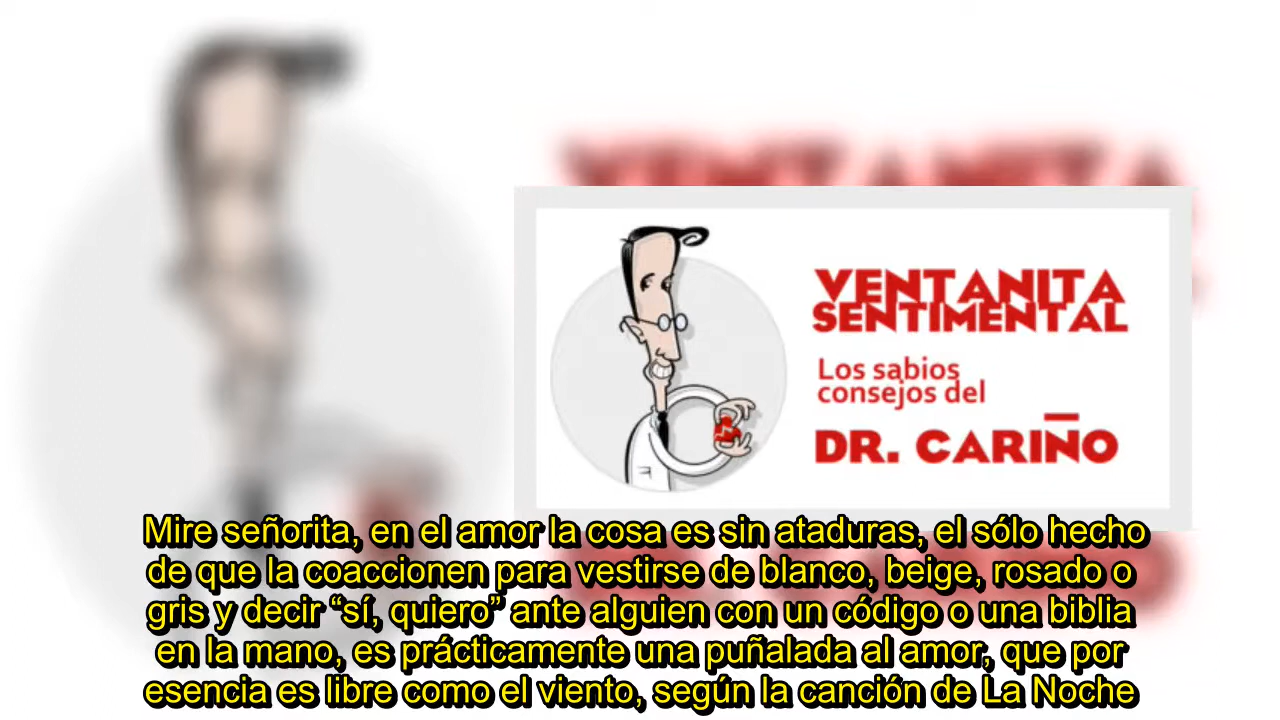 VENTANITA
SENTIMENTAL
Los sabios
consejos del
DR. CARIÑO
Mire señorita, en el amor la cosa es sin ataduras, el sólo hecho
de que la coaccionen para vestirse de blanco, beige, rosado o
gris y decir “sí, quiero” ante alguien con un código o una biblia
en la mano, es prácticamente una puñalada al amor, que por
esencia es libre como el viento, según la canción de La Noche